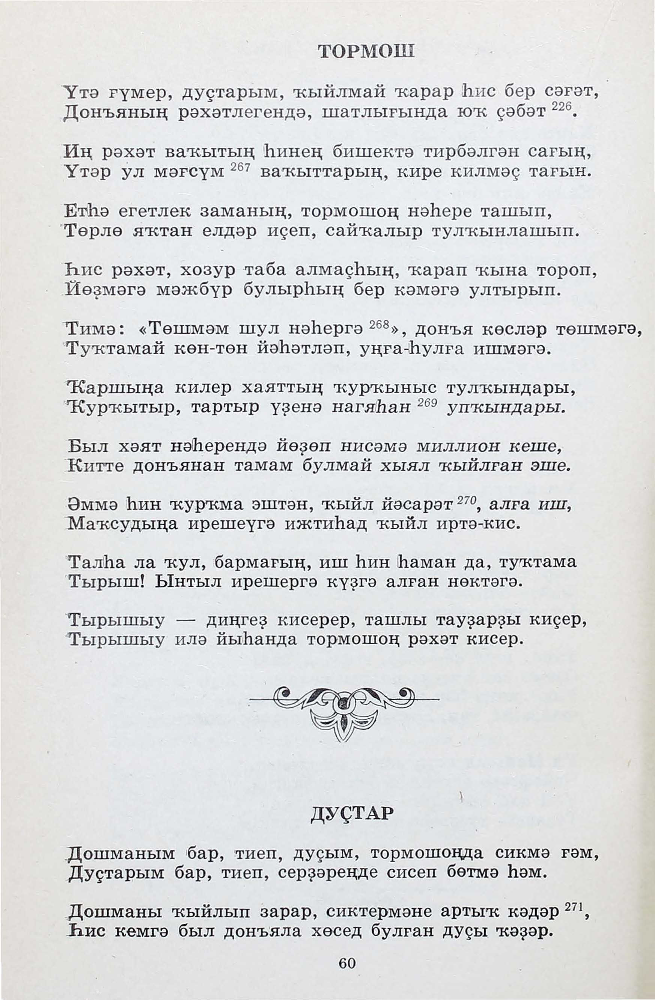 ТОРМОШ
Үтә ғүмер, дуҫтарым, ҡыйлмай ҡарар һис бер сәғәт,
Донъяның рәхәтлегендә, шатлығында юҡ ҫәбәт 226.
Иң рәхәт ваҡытың һинең бишектә тирбәлгән сағың,
Үтәр ул мәғсүм 267 ваҡыттарың, кире килмәҫ тағын.
Етһә егетлек заманың, тормошоң нәһере ташып,
Төрлө яҡтан елдәр иҫеп, сайҡалыр тулҡынлашып.
Һис рәхәт, хозур таба алмаҫһың, ҡарап ҡына тороп,
Йөҙмәгә мәжбүр булырһың бер кәмәгә ултырып.
Тимә: «Төшмәм шул нәһергә 268», донъя көсләр төшмәгә,
Туҡтамай көн-төн йәһәтләп, уңға-һулға ишмәгә.
Ҡаршыңа килер хаяттың ҡурҡыныс тулҡындары,
Ҡурҡытыр, тартыр үҙенә нагяһан 269 упҡындары.
Был хәят нәһерендә йөҙөп нисәмә миллион кеше,
Китте донъянан тамам булмай хыял ҡыйлған эше.
Әммә һин ҡурҡма эштән, ҡыйл йәсарәт 270, алға иш,
Маҡсудыңа ирешеүгә ижтиһад ҡыйл иртә-кис.
Талһа ла ҡул, бармағың, иш һин һаман да, туҡтама
Тырыш! Ынтыл ирешергә күҙгә алған нөктәгә.
Тырышыу — диңгеҙ кисерер, ташлы тауҙарҙы киҫер,
Тырышыу илә йыһанда тормошоң рәхәт кисер.
ДУҪТАР
Дошманым бар, тиеп, дуҫым, тормошоңда сикмә ғәм,
Дуҫтарым бар, тиеп, серҙәреңде сисеп бөтмә һәм.
Дошманы ҡыйлып зарар, сиктермәне артыҡ кәдәр 271,
Һис кемгә был донъяла хөсед булған дуҫы ҡәҙәр.
60